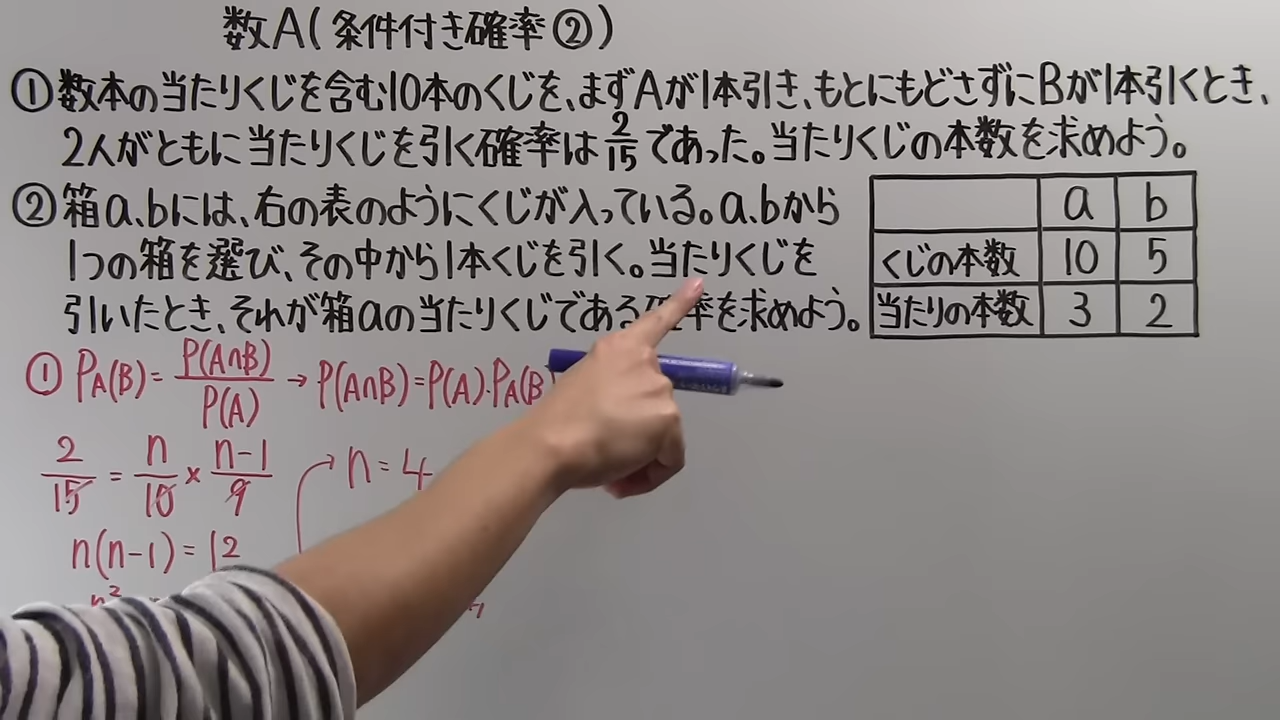 数A(条件付き確率②)
①数本の当たりくじを含む10本のくじを、まずAが1本引き、もとにもどさずにBが1本引くとき、
2人がともに当たりくじを引く確率は2/15であった。当たりくじの本数を求めよう。
②箱a、bには、右の表のようにくじが入っている。a、bから
1つの箱を選び、その中から1本くじを引く。当たりくじを
引いたとき、それが箱aの当たりくじである確率を求めよう。
a b
くじの本数 10 5
当たりの本数 3 2
① PA(B)=P(A∩B)/P(A) → P(A∩B)=P(A)・PA(B
2/15 = n/10 × n-1/9
n=4
n(n-1)=12
n²